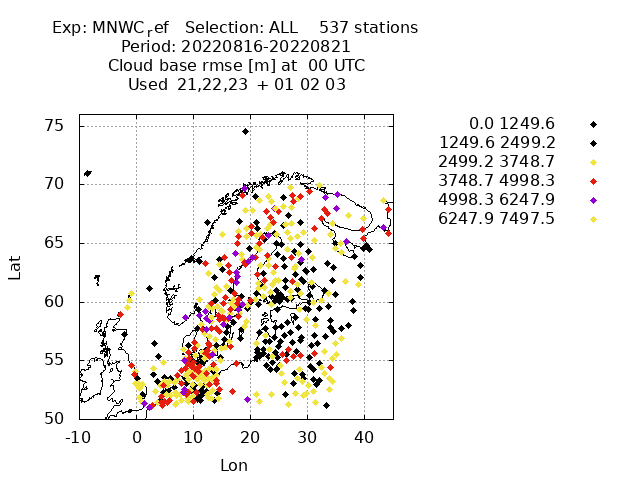 Exp: MNWCref Selection: ALL 537 stations
Period: 20220816-20220821
Cloud base rmse [m] at 00 UTC
Used 21,22,23 + 01 02 03
0.0 1249.6
1249.6 2499.2
2499.2 3748.7
3748.7 4998.3
4998.3 6247.9
6247.9 7497.5
75
70
65
60
55
50
Lat
-10 0 10 20 30 40
Lon